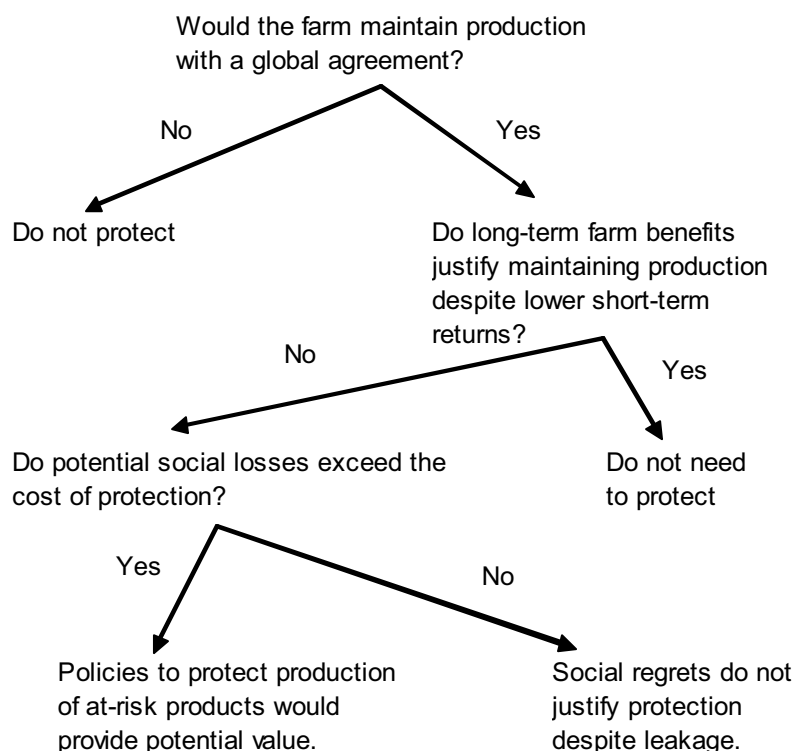 Would the farm maintain production
with a global agreement?
No
Yes
Do not protect
Do long-term farm benefits
justify maintaining production
despite lower short-term
returns?
No
Yes
Do potential social losses exceed the
cost of protection?
Do not need
to protect
Yes
No
Policies to protect production
of at-risk products would
provide potential value.
Social regrets do not
justify protection
despite leakage.